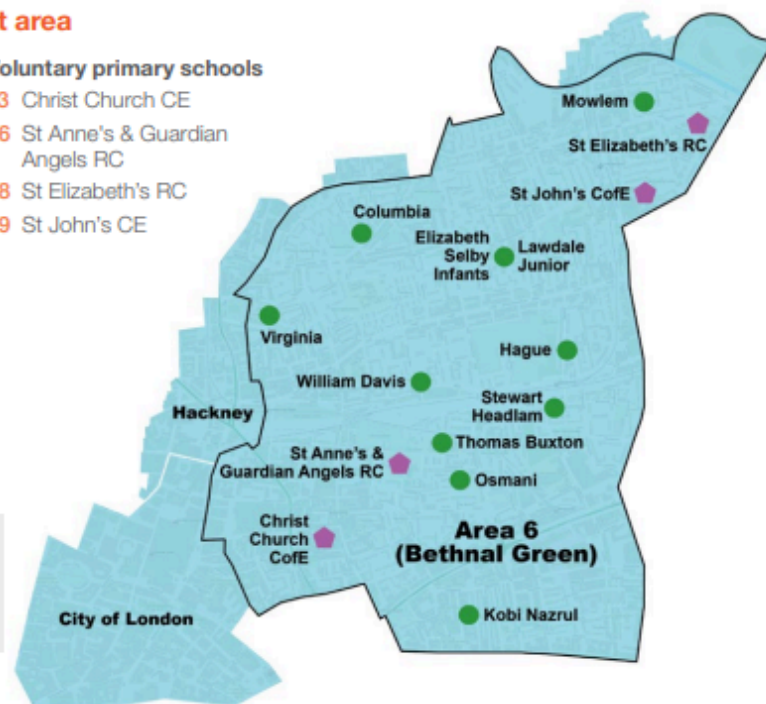 t area
oluntary primary schools
3 Christ Church CE
6 St Anne's & Guardian
Angels RC
8 St Elizabeth's RC
9 St John's CE
Mowlem
St Elizabeth's RC
St John's CofE
Columbia
Elizabeth
Selby
Infants
Lawdale
Junior
Virginia
Hague
William Davis
Stewart
Headlam
Hackney
Thomas Buxton
St Anne's &
Guardian Angels RC
Osmani
Christ
Church
CofE
Area 6
(Bethnal Green)
City of London
Kobi Nazrul